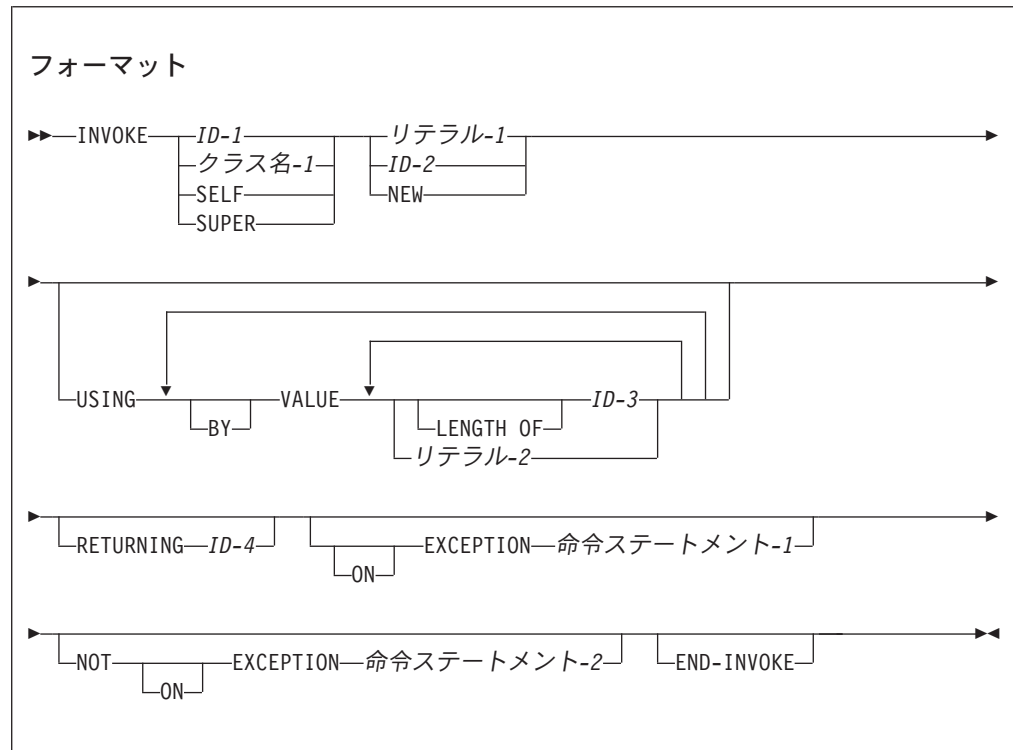 フォーマット
INVOKE ID-1 リテラル-1
クラス名-1 ID-2
SELF NEW
SUPER
USING VALUE ID-3
BY LENGTH OF
リテラル-2
RETURNING ID-4 EXCEPTION 命令ステートメント-1
ON
NOT EXCEPTION 命令ステートメント-2 END-INVOKE
ON